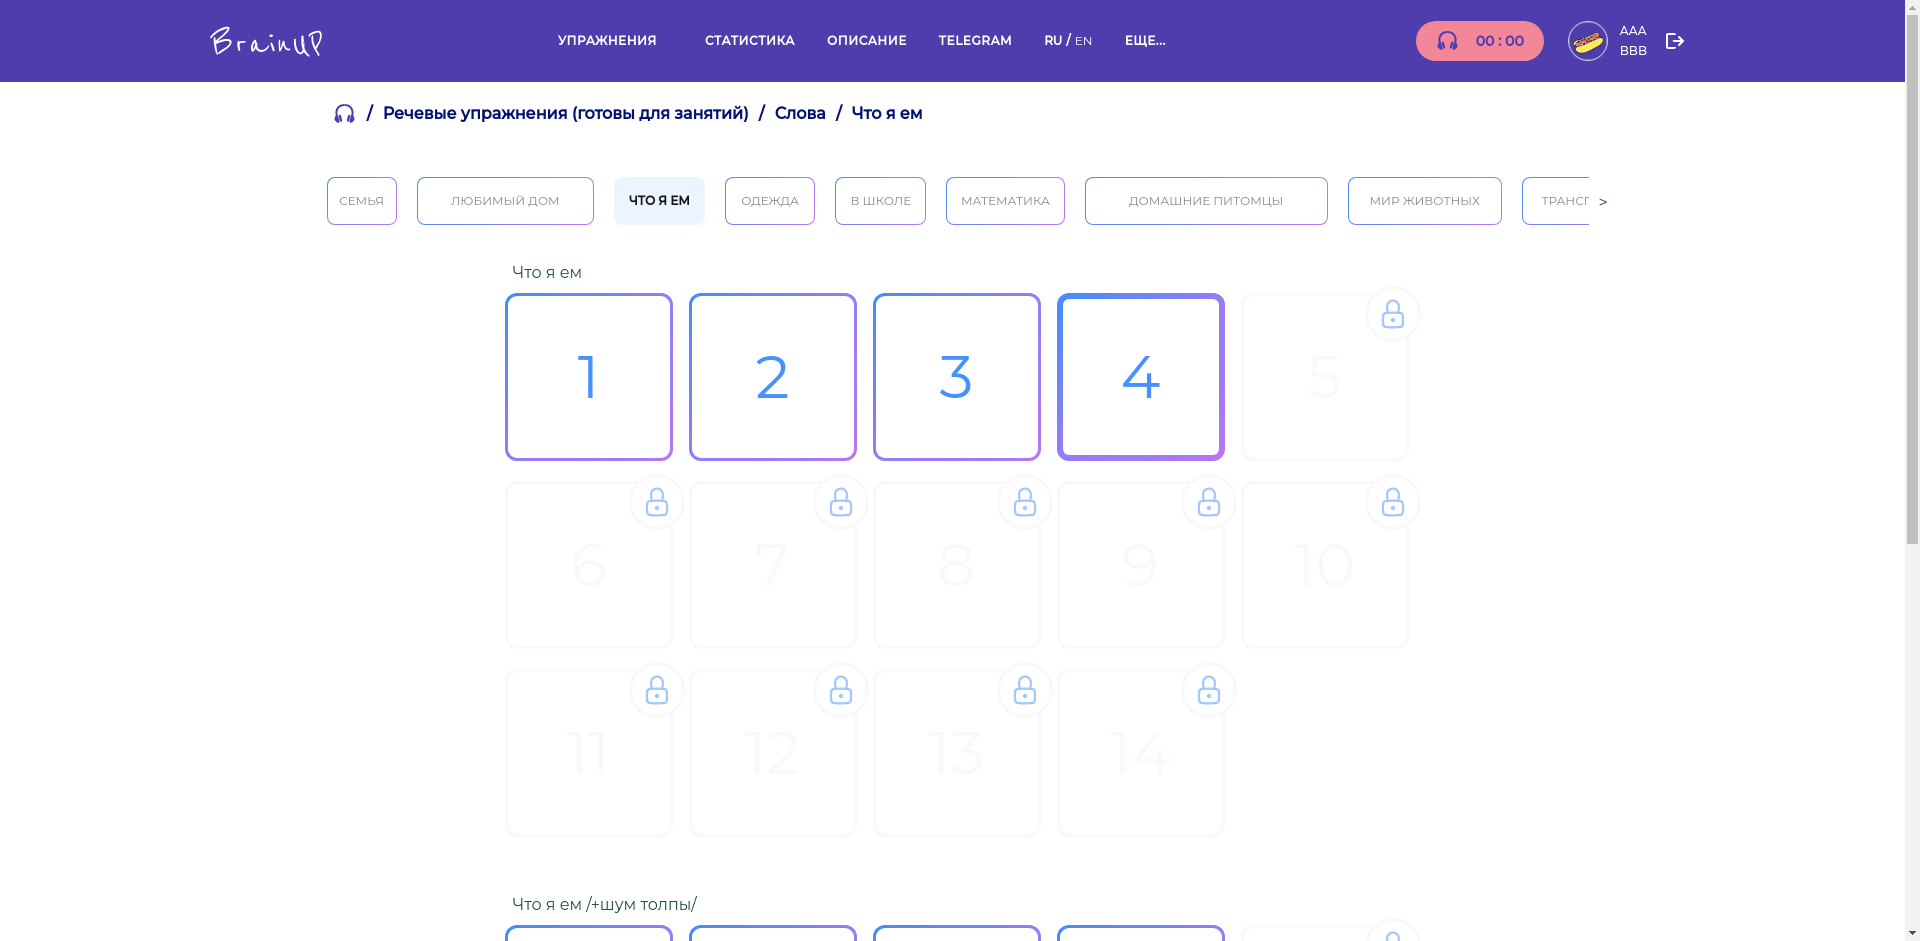 BrainUP
УПРАЖНЕНИЯ СТАТИСТИКА ОПИСАНИЕ TELEGRAM RU / EN ЕЩЕ...
00 : 00
AAA
BBB
/ Речевые упражнения (готовы для занятий) / Слова / Что я ем
СЕМЬЯ ЛЮБИМЫЙ ДОМ ЧТО Я ЕМ ОДЕЖДА В ШКОЛЕ МАТЕМАТИКА ДОМАШНИЕ ПИТОМЦЫ МИР ЖИВОТНЫХ ТРАНСП >
Что я ем
1 2 3 4 5
6 7 8 9 10
11 12 13 14
Что я ем /+шум толпы/